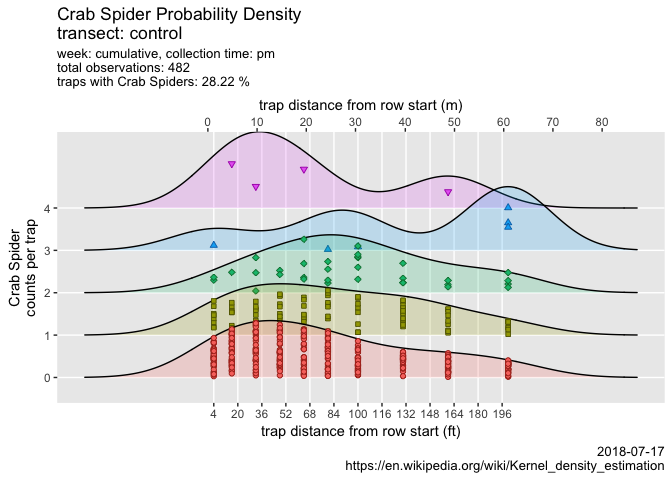 Crab Spider Probability Density
transect: control
week: cumulative, collection time: pm
total observations: 482
traps with Crab Spiders: 28.22 %
trap distance from row start (m)
0 10 20 30 40 50 60 70 80
Crab Spider
counts per trap
4
3
2
1
0
4 20 36 52 68 84 100 116 132 148 164 180 196
trap distance from row start (ft)
2018-07-17
https://en.wikipedia.org/wiki/Kernel_density_estimation